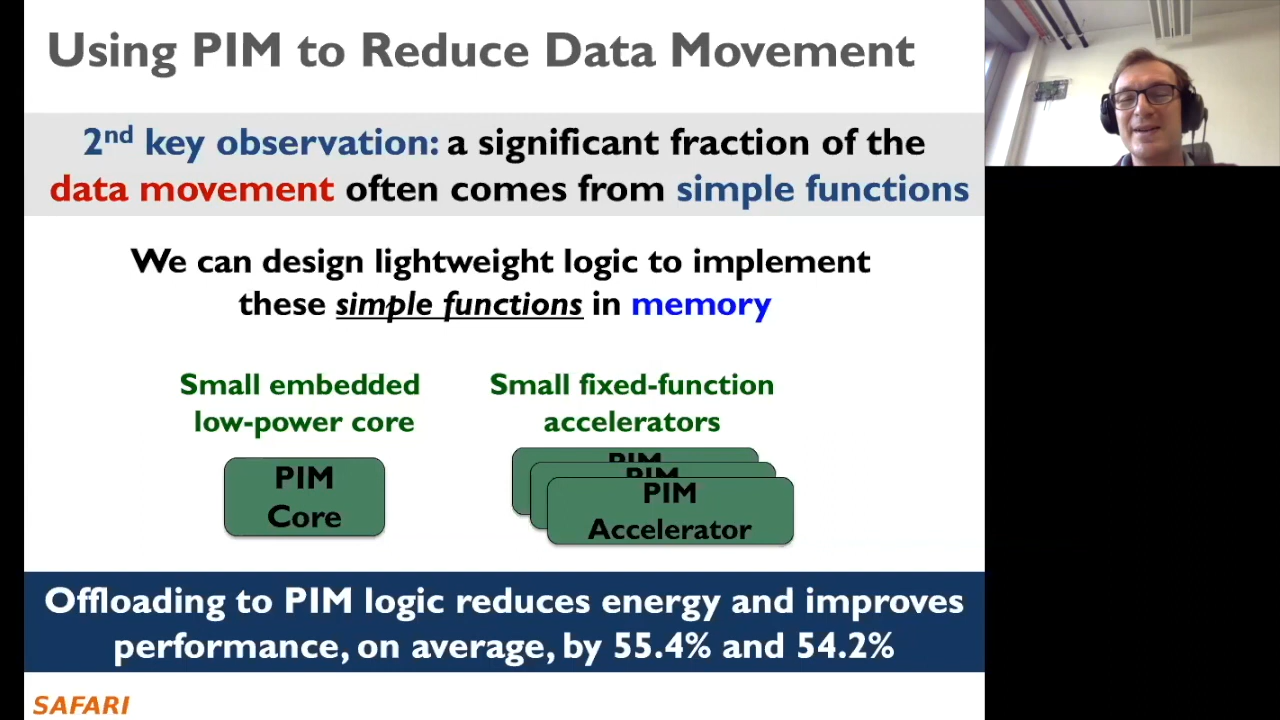 Using PIM to Reduce Data Movement
2nd key observation: a significant fraction of the
data movement often comes from simple functions
We can design lightweight logic to implement
these simple functions in memory
Small embedded
low-power core
Small fixed-function
accelerators
PIM
Core
PIM
PIM
PIM
Accelerator
Offloading to PIM logic reduces energy and improves
performance, on average, by 55.4% and 54.2%
SAFARI